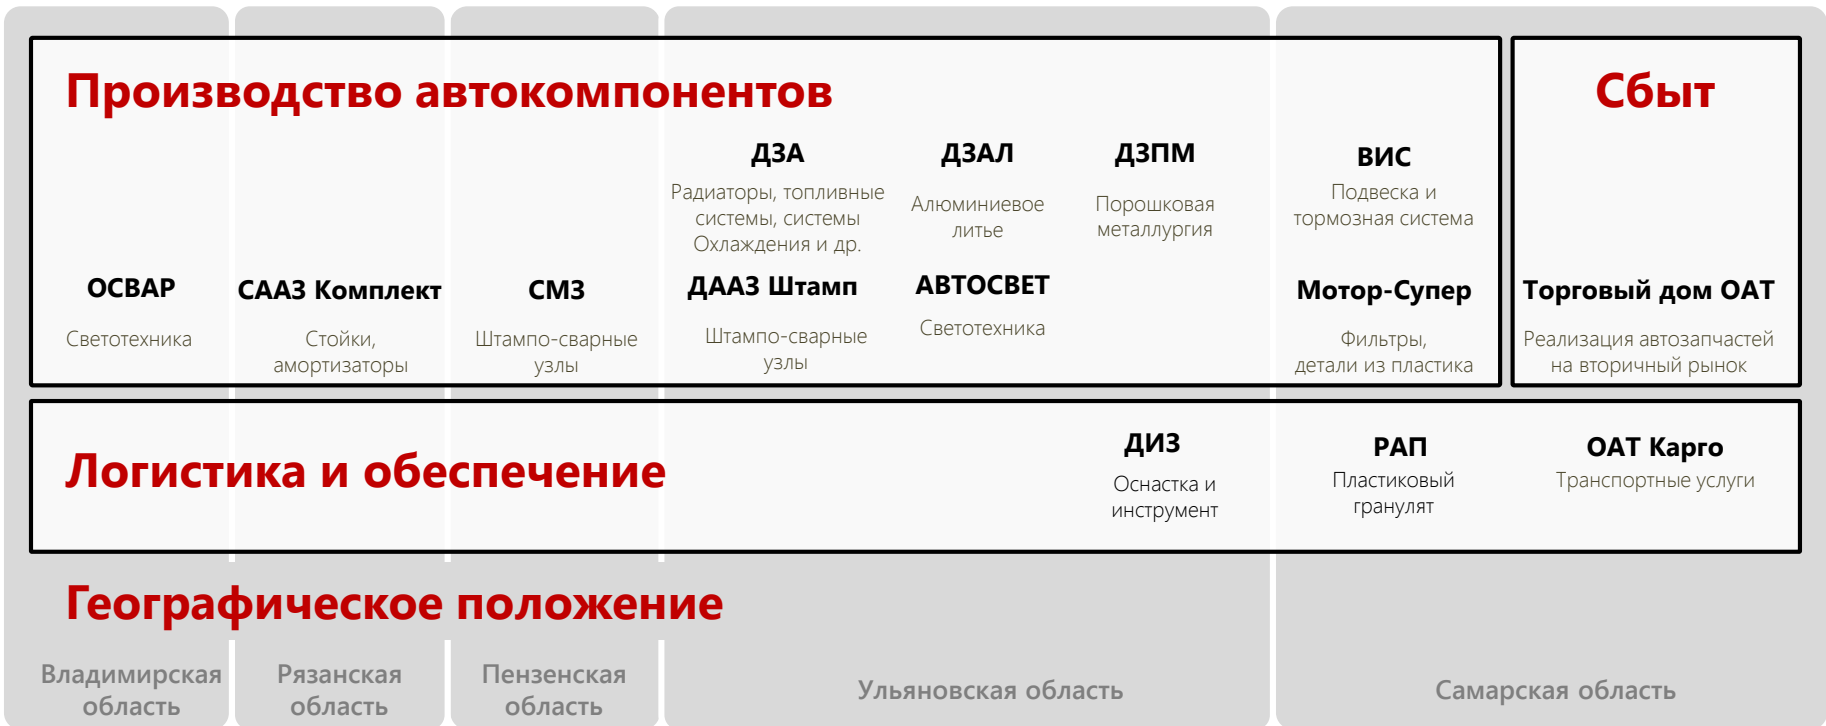 Производство автокомпонентов
Сбыт
ДЗА
Радиаторы, топливные
системы, системы
Охлаждения и др.
ДЗАЛ
Алюминиевое
литье
ДЗПМ
Порошковая
металлургия
ВИС
Подвеска и
тормозная система
ОСВАР
Светотехника
СААЗ Комплект
Стойки,
амортизаторы
СМЗ
Штампо-сварные
узлы
ДААЗ Штамп
Штампо-сварные
узлы
АВТОСВЕТ
Светотехника
Мотор-Супер
Фильтры,
детали из пластика
Торговый дом ОАТ
Реализация автозапчастей
на вторичный рынок
Логистика и обеспечение
ДИЗ
Оснастка и
инструмент
РАП
Пластиковый
гранулят
ОАТ Карго
Транспортные услуги
Географическое положение
Владимирская
область
Рязанская
область
Пензенская
область
Ульяновская область
Самарская область